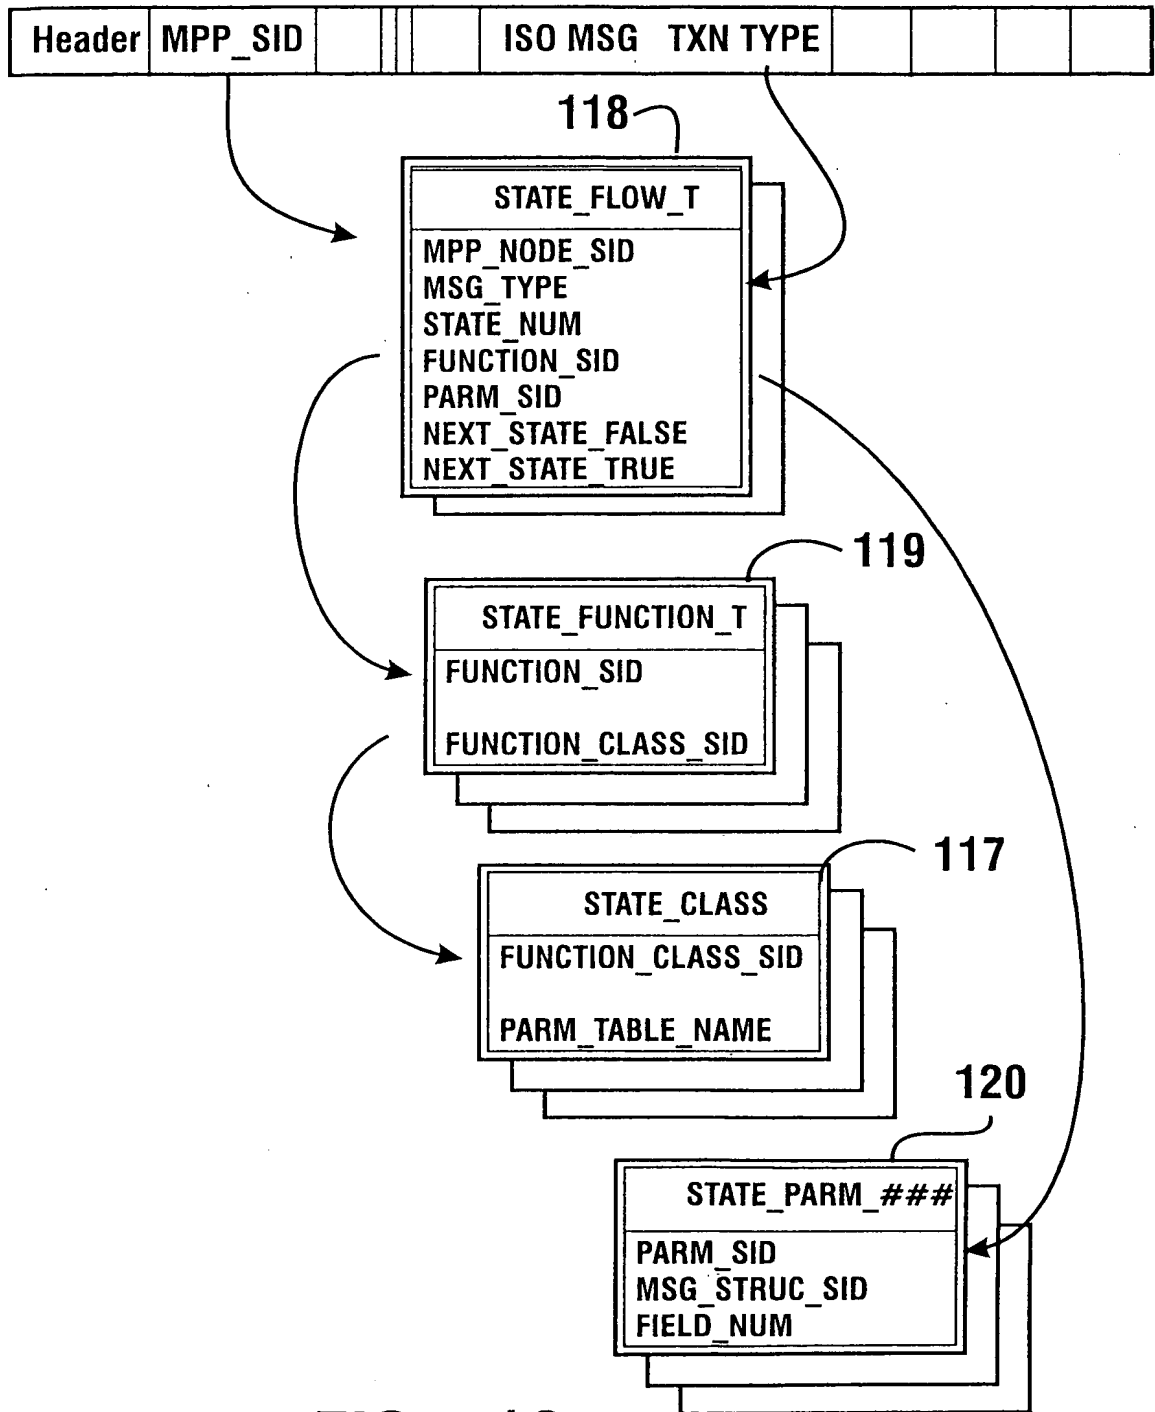 Header MPP_SID ISO MSG TXN TYPE
118
STATE_FLOW_T
MPP_NODE_SID
MSG_TYPE
STATE_NUM
FUNCTION_SID
PARM_SID
NEXT_STATE_FALSE
NEXT_STATE_TRUE
119
STATE_FUNCTION_T
FUNCTION_SID
FUNCTION_CLASS_SID
117
STATE_CLASS
FUNCTION_CLASS_SID
PARM_TABLE_NAME
120
STATE_PARM_###
PARM_SID
MSG_STRUC_SID
FIELD_NUM